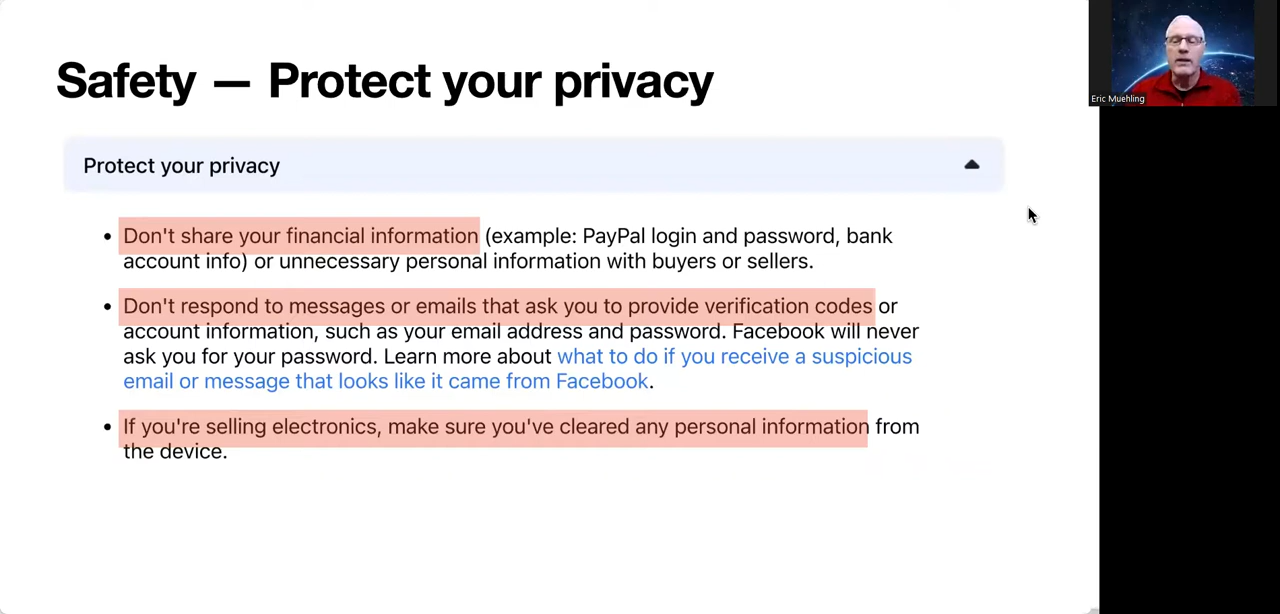 Safety — Protect your privacy
Eric Muehling
Protect your privacy
• Don't share your financial information (example: PayPal login and password, bank
account info) or unnecessary personal information with buyers or sellers.
• Don't respond to messages or emails that ask you to provide verification codes or
account information, such as your email address and password. Facebook will never
ask you for your password. Learn more about what to do if you receive a suspicious
email or message that looks like it came from Facebook.
• If you're selling electronics, make sure you've cleared any personal information from
the device.